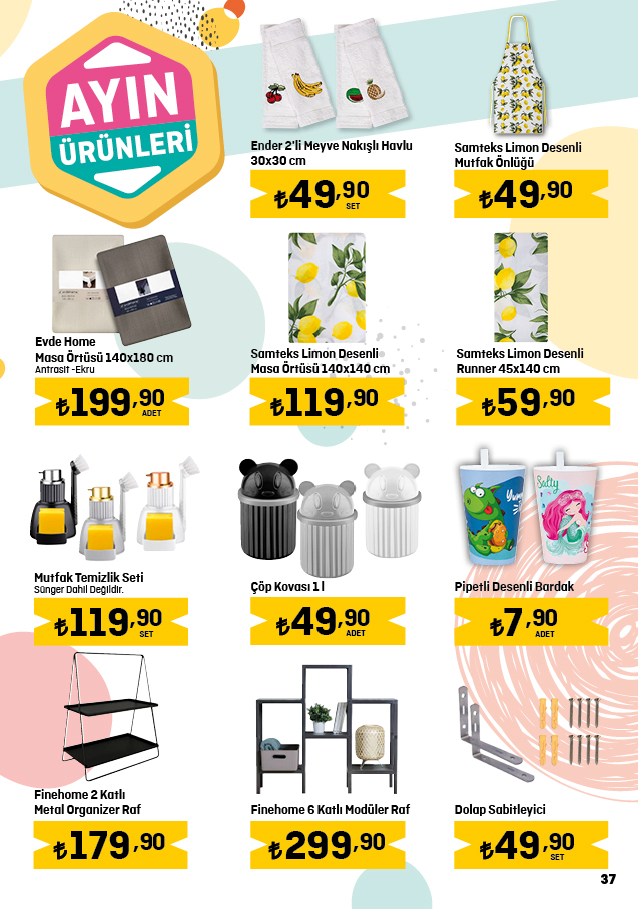 AYIN
ÜRÜNLERİ
Ender 2'li Meyve Nakışlı Havlu
30x30 cm
₺49,90
SET
Samteks Limon Desenli
Mutfak Önlüğü
₺49,90
Evde Home
Masa Örtüsü 140x180 cm
Antrasit -Ekru
₺199,90
ADET
Samteks Limon Desenli
Masa Örtüsü 140x140 cm
₺119,90
Samteks Limon Desenli
Runner 45x140 cm
₺59,90
Mutfak Temizlik Seti
Sünger Dahil Değildir.
₺119,90
SET
Çöp Kovası 1 l
₺49,90
ADET
Yummy
Salty
Pipetli Desenli Bardak
₺7,90
ADET
Finehome 2 Katlı
Metal Organizer Raf
₺179,90
Finehome 6 Katlı Modüler Raf
₺299,90
Dolap Sabitleyici
₺49,90
SET
37